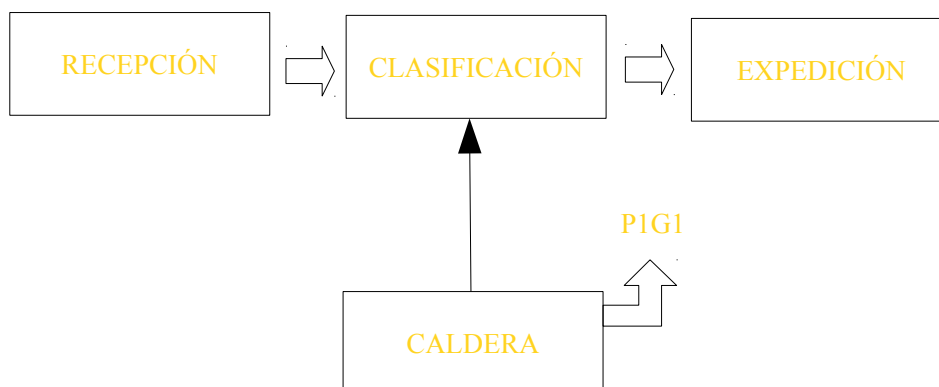 RECEPCIÓN
CLASIFICACIÓN
EXPEDICIÓN
P1G1
CALDERA